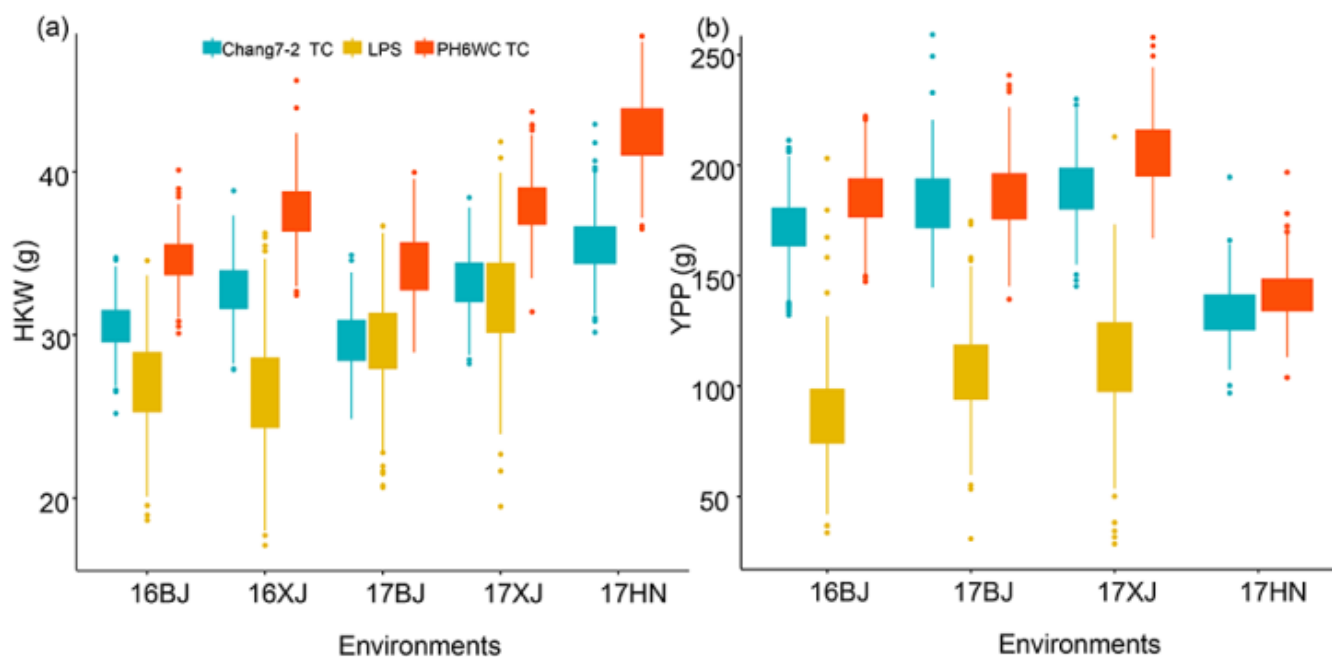 (a)
Chang7-2 TC LPS PH6WC TC
HKW (g)
40
30
20
16BJ 16XJ 17BJ 17XJ 17HN
Environments
(b)
YPP (g)
250
200
150
100
50
16BJ 17BJ 17XJ 17HN
Environments